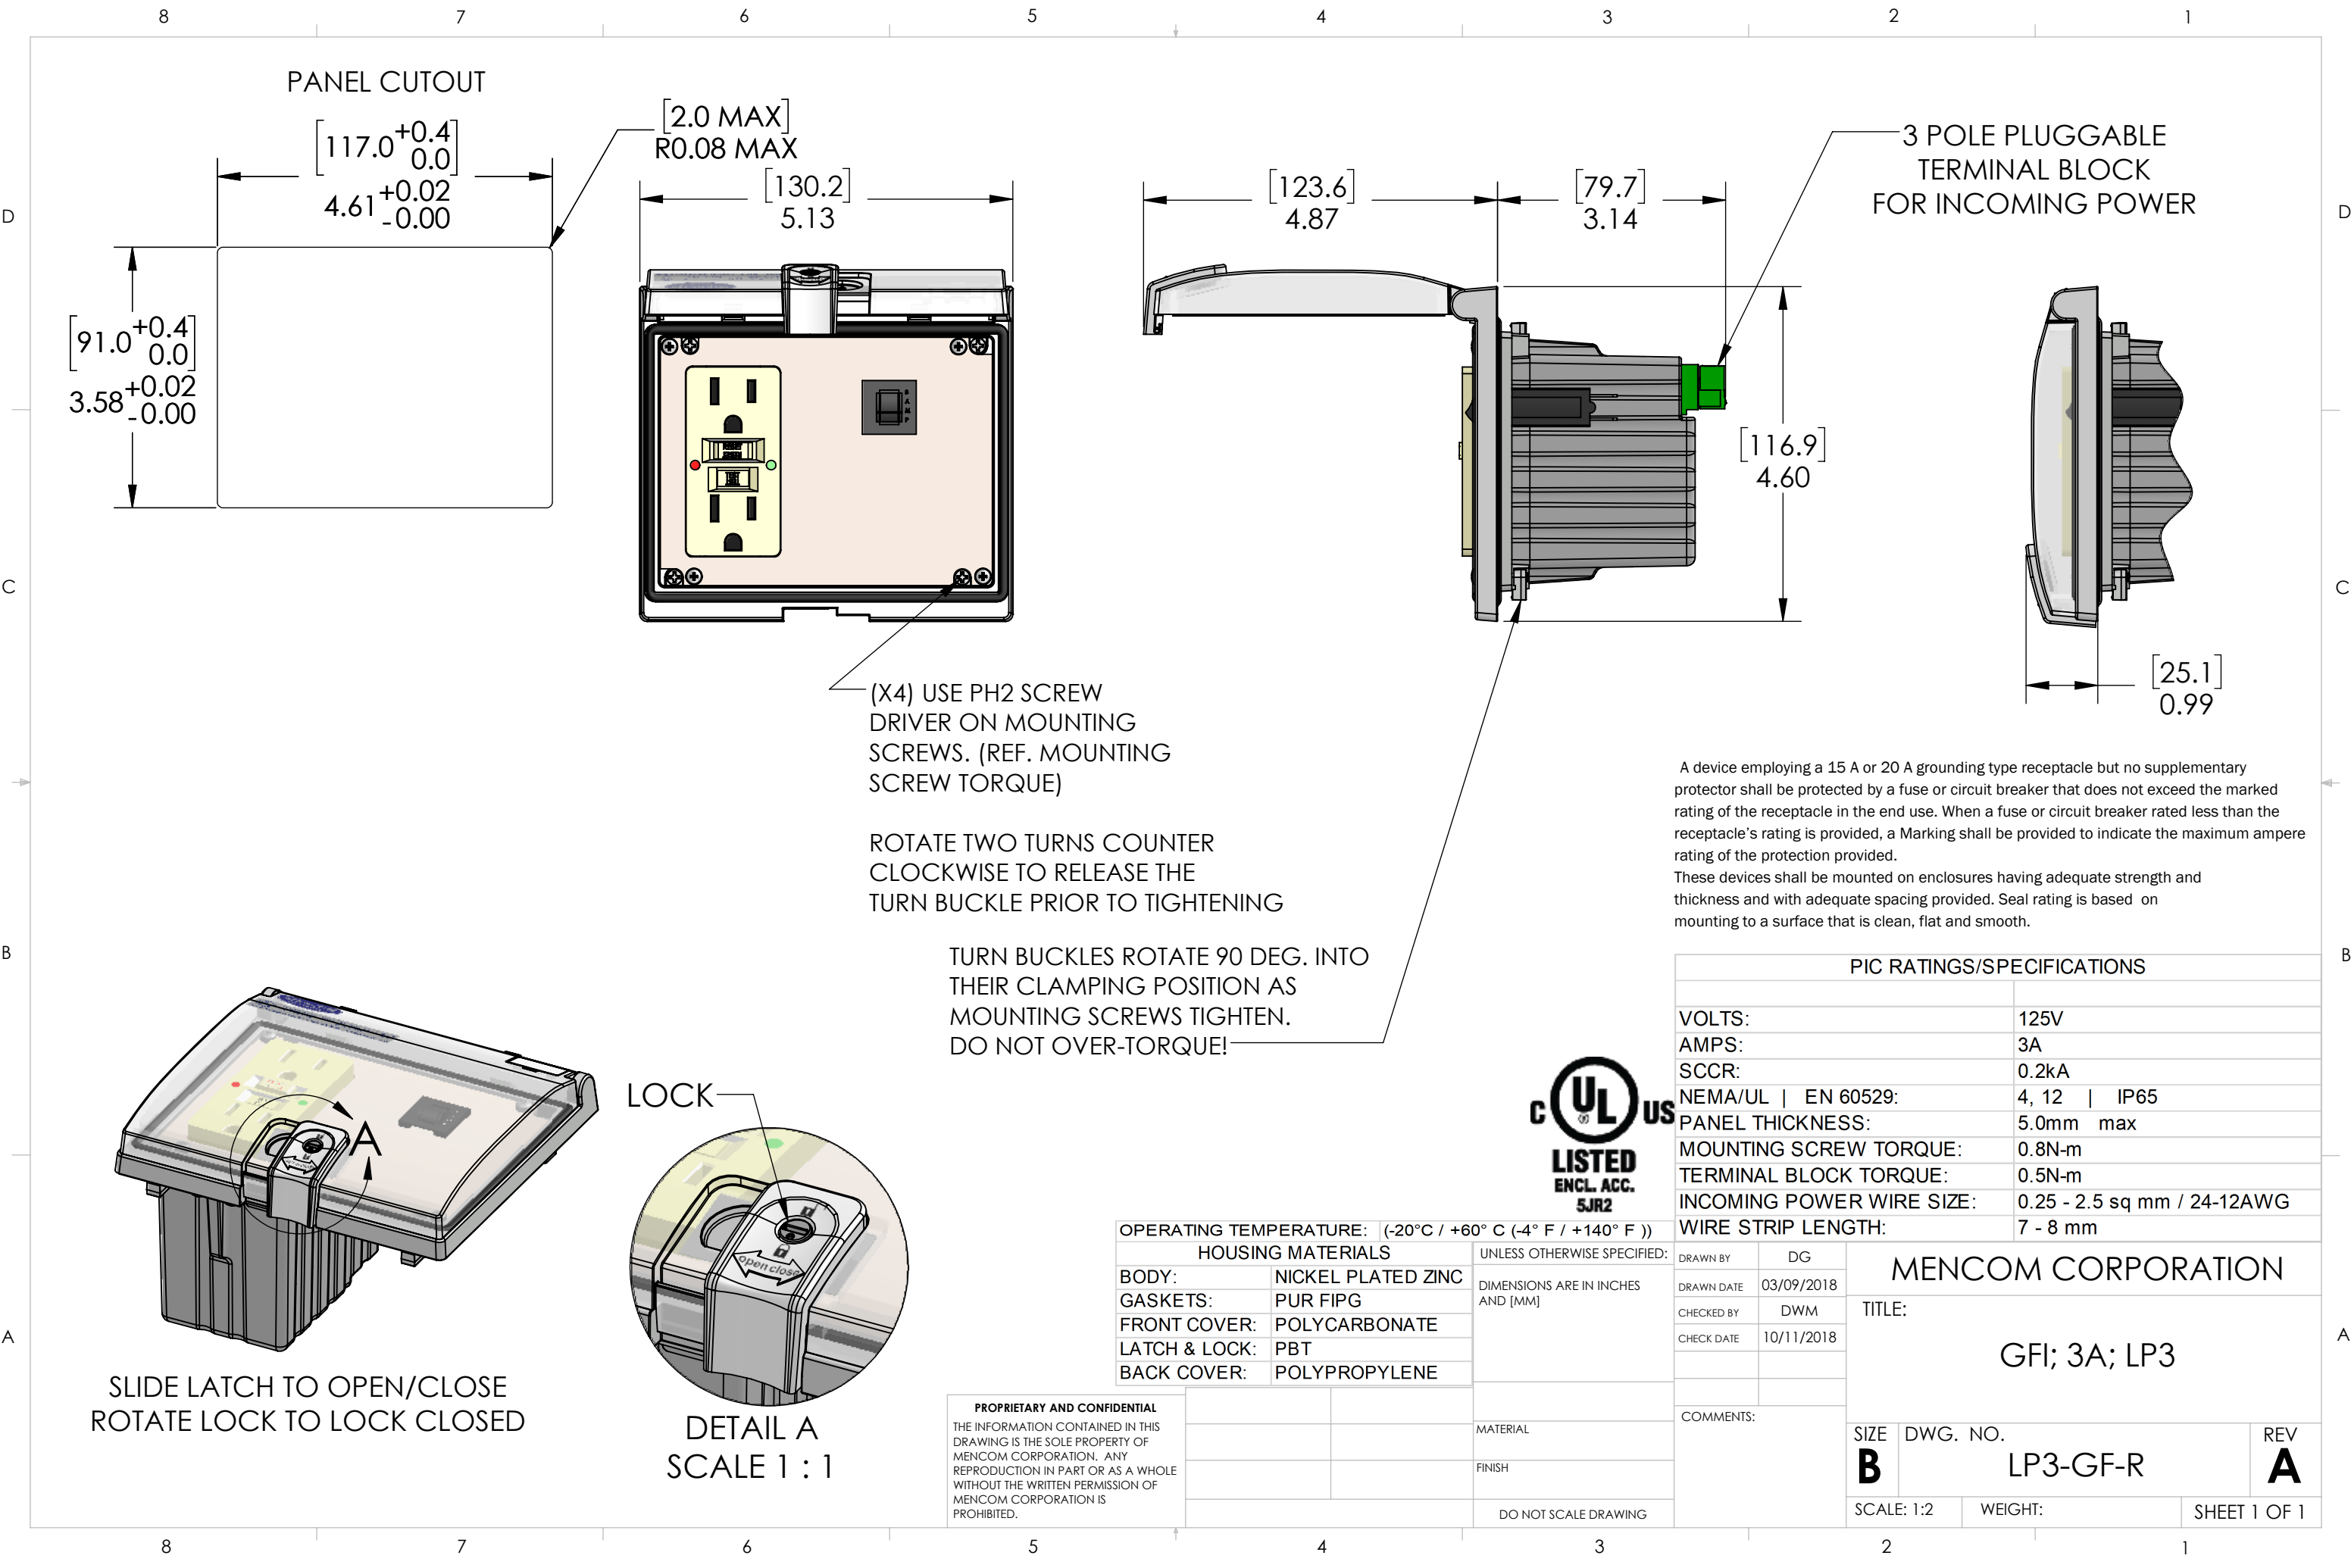 8 7 6 5 4 3 2 1
D
C
B
A
D
C
B
A
PANEL CUTOUT
[117.0 +0.4 0.0]
4.61 +0.02 -0.00
[2.0 MAX]
R0.08 MAX
[91.0 +0.4 0.0]
3.58 +0.02 -0.00
[130.2]
5.13
[123.6]
4.87
[79.7]
3.14
3 POLE PLUGGABLE
TERMINAL BLOCK
FOR INCOMING POWER
[116.9]
4.60
[25.1]
0.99
(X4) USE PH2 SCREW
DRIVER ON MOUNTING
SCREWS. (REF. MOUNTING
SCREW TORQUE)
ROTATE TWO TURNS COUNTER
CLOCKWISE TO RELEASE THE
TURN BUCKLE PRIOR TO TIGHTENING
TURN BUCKLES ROTATE 90 DEG. INTO
THEIR CLAMPING POSITION AS
MOUNTING SCREWS TIGHTEN.
DO NOT OVER-TORQUE!
A device employing a 15 A or 20 A grounding type receptacle but no supplementary
protector shall be protected by a fuse or circuit breaker that does not exceed the marked
rating of the receptacle in the end use. When a fuse or circuit breaker rated less than the
receptacle's rating is provided, a Marking shall be provided to indicate the maximum ampere
rating of the protection provided.
These devices shall be mounted on enclosures having adequate strength and
thickness and with adequate spacing provided. Seal rating is based on
mounting to a surface that is clean, flat and smooth.
PIC RATINGS/SPECIFICATIONS
VOLTS: 125V
AMPS: 3A
SCCR: 0.2kA
NEMA/UL | EN 60529: 4, 12 | IP65
PANEL THICKNESS: 5.0mm max
MOUNTING SCREW TORQUE: 0.8N-m
TERMINAL BLOCK TORQUE: 0.5N-m
INCOMING POWER WIRE SIZE: 0.25 - 2.5 sq mm / 24-12AWG
WIRE STRIP LENGTH: 7 - 8 mm
C UL US
LISTED
ENCL. ACC.
5JR2
A
SLIDE LATCH TO OPEN/CLOSE
ROTATE LOCK TO LOCK CLOSED
LOCK
open close
DETAIL A
SCALE 1 : 1
OPERATING TEMPERATURE: (-20°C / +60° C (-4° F / +140° F ))
HOUSING MATERIALS
BODY: NICKEL PLATED ZINC
GASKETS: PUR FIPG
FRONT COVER: POLYCARBONATE
LATCH & LOCK: PBT
BACK COVER: POLYPROPYLENE
PROPRIETARY AND CONFIDENTIAL
THE INFORMATION CONTAINED IN THIS
DRAWING IS THE SOLE PROPERTY OF
MENCOM CORPORATION. ANY
REPRODUCTION IN PART OR AS A WHOLE
WITHOUT THE WRITTEN PERMISSION OF
MENCOM CORPORATION IS
PROHIBITED.
UNLESS OTHERWISE SPECIFIED:
DIMENSIONS ARE IN INCHES
AND [MM]
MATERIAL
FINISH
DO NOT SCALE DRAWING
DRAWN BY DG
DRAWN DATE 03/09/2018
CHECKED BY DWM
CHECK DATE 10/11/2018
COMMENTS:
MENCOM CORPORATION
TITLE:
GFI; 3A; LP3
SIZE B
DWG. NO. LP3-GF-R
REV A
SCALE: 1:2 WEIGHT: SHEET 1 OF 1
8 7 6 5 4 3 2 1